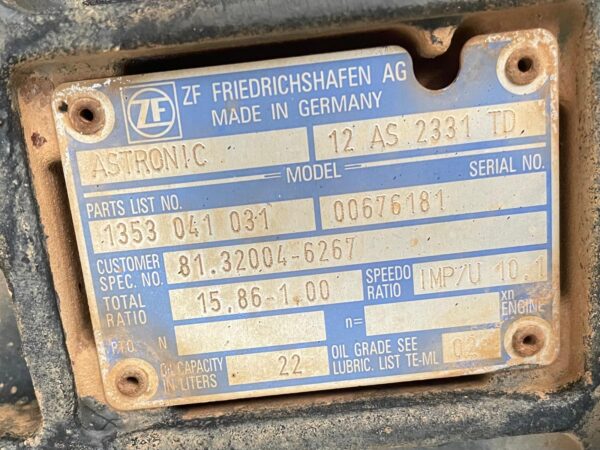 ZF
ZF FRIEDRICHSHAFEN AG
MADE IN GERMANY
ASTRONIC 12 AS 2331 TD
MODEL
PARTS LIST NO. SERIAL NO.
1353 041 031 00676181
CUSTOMER SPEC. NO. 81.32004-6267
TOTAL RATIO 15,86-1,00 SPEEDO RATIO IMP/U 10.1
PTO N n= xn ENGINE
OIL CAPACITY IN LITERS 22 OIL GRADE SEE LUBRIC. LIST TE-ML 02